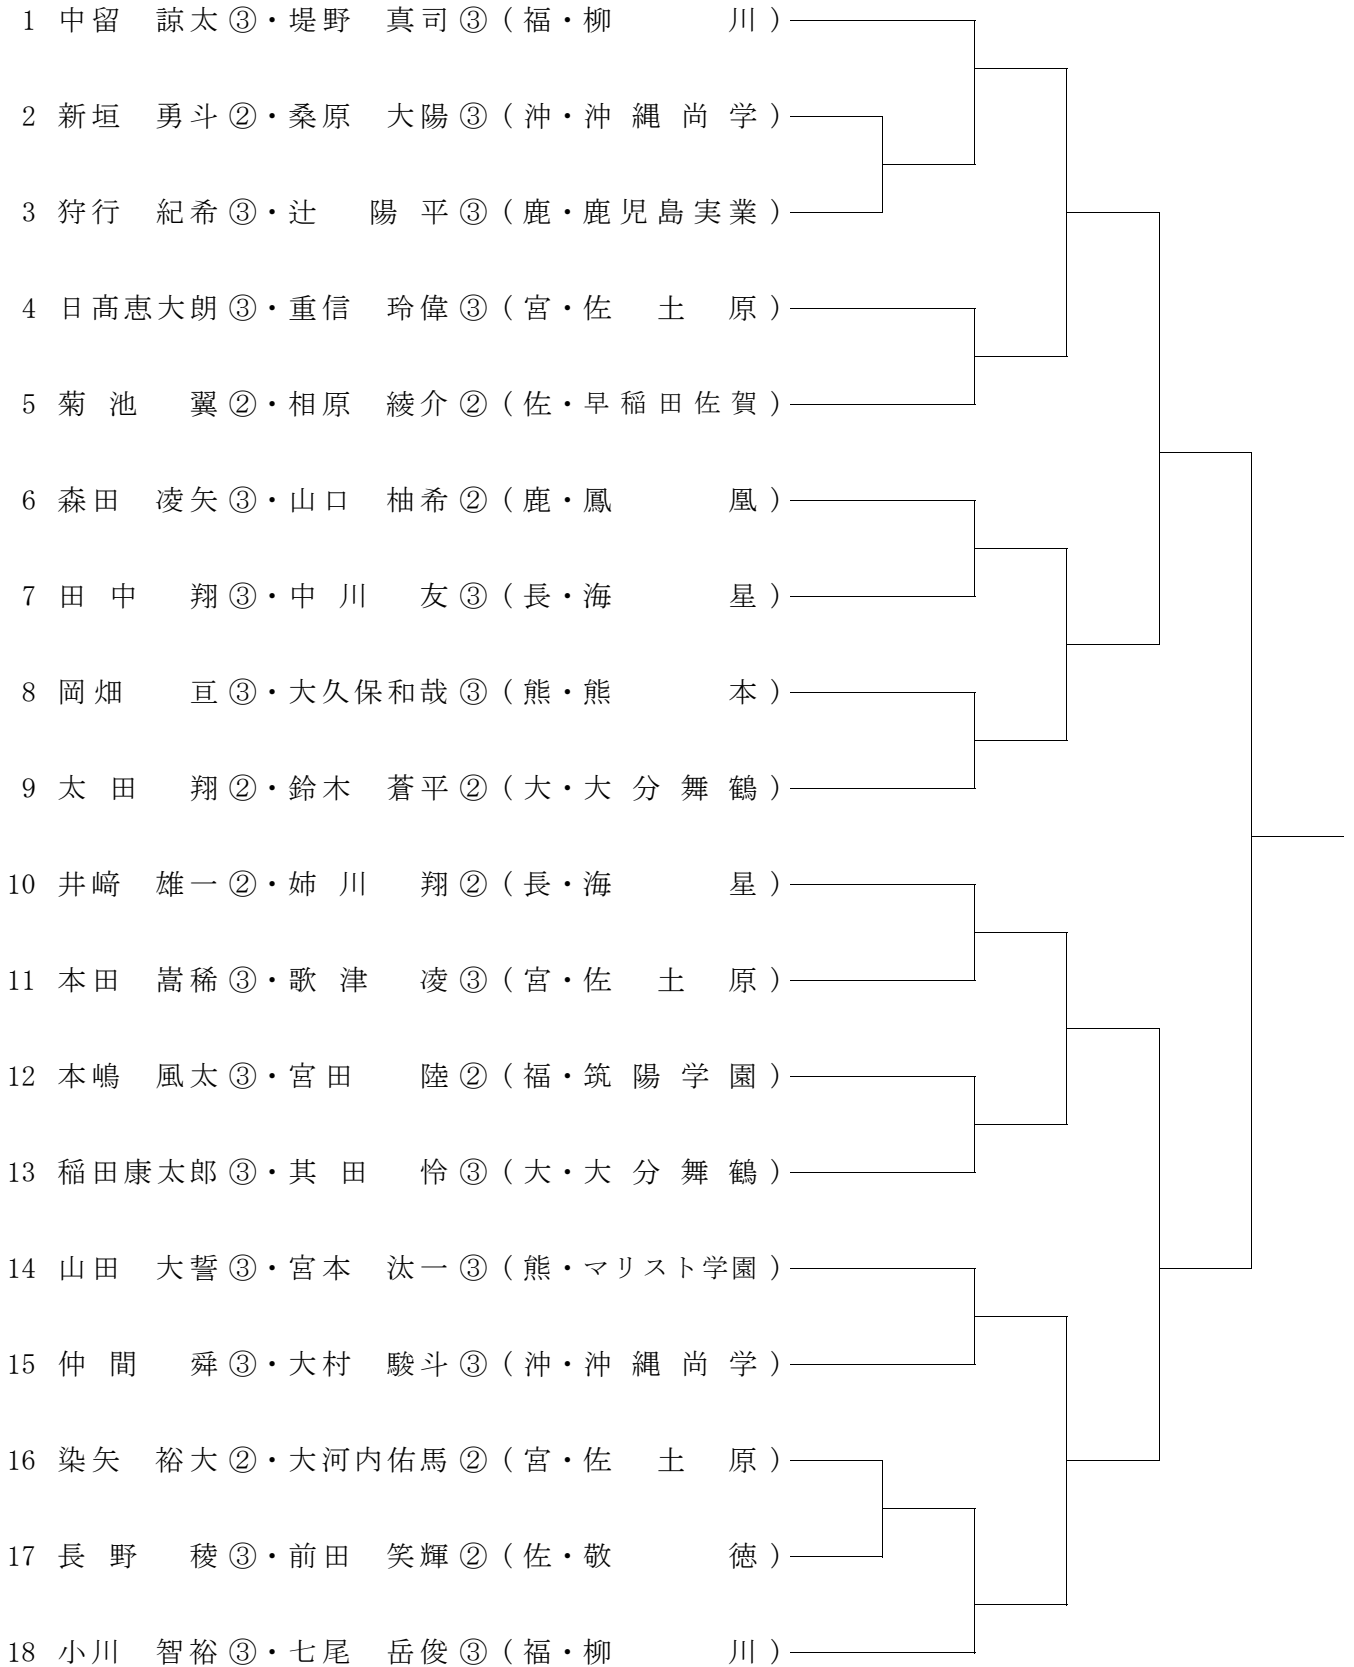 1 中留 諒太③・堤野 真司③(福・柳川)
2 新垣 勇斗②・桑原 大陽③(沖・沖縄尚学)
3 狩行 紀希③・辻 陽平③(鹿・鹿児島実業)
4 日髙恵大朗③・重信 玲偉③(宮・佐土原)
5 菊池 翼②・相原 綾介②(佐・早稲田佐賀)
6 森田 凌矢③・山口 柚希②(鹿・鳳凰)
7 田中 翔③・中川 友③(長・海星)
8 岡畑 亘③・大久保和哉③(熊・熊本)
9 太田 翔②・鈴木 蒼平②(大・大分舞鶴)
10 井﨑 雄一②・姉川 翔②(長・海星)
11 本田 嵩稀③・歌津 凌③(宮・佐土原)
12 本嶋 風太③・宮田 陸②(福・筑陽学園)
13 稲田康太郎③・其田 怜③(大・大分舞鶴)
14 山田 大誓③・宮本 汰一③(熊・マリスト学園)
15 仲間 舜③・大村 駿斗③(沖・沖縄尚学)
16 染矢 裕大②・大河内佑馬②(宮・佐土原)
17 長野 稜③・前田 笑輝②(佐・敬徳)
18 小川 智裕③・七尾 岳俊③(福・柳川)